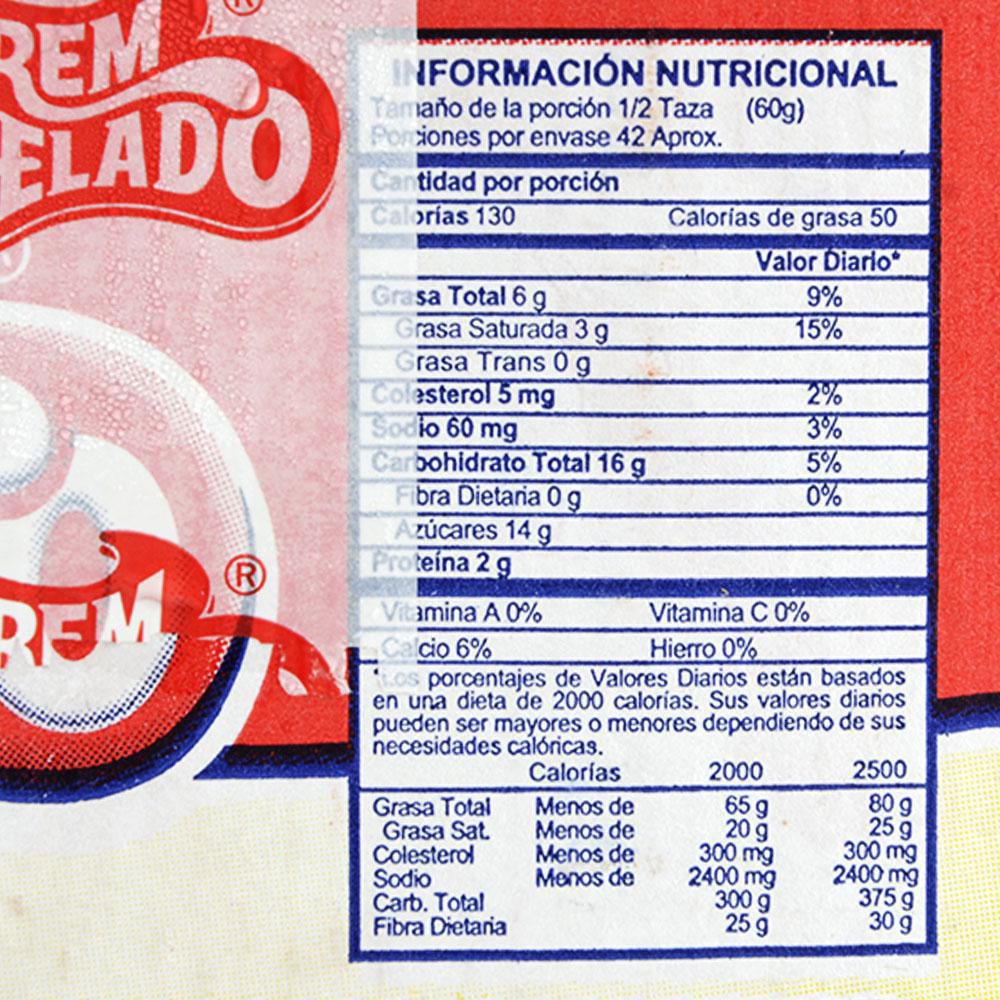 ®
REM
ELADO
®
REM
INFORMACIÓN NUTRICIONAL
Tamaño de la porción 1/2 Taza (60g)
Porciones por envase 42 Aprox.
Cantidad por porción
Calorías 130 Calorías de grasa 50
Valor Diario*
Grasa Total 6 g 9%
Grasa Saturada 3 g 15%
Grasa Trans 0 g
Colesterol 5 mg 2%
Sodio 60 mg 3%
Carbohidrato Total 16 g 5%
Fibra Dietaria 0 g 0%
Azúcares 14 g
Proteína 2 g
Vitamina A 0% Vitamina C 0%
Calcio 6% Hierro 0%
*Los porcentajes de Valores Diarios están basados
en una dieta de 2000 calorías. Sus valores diarios
pueden ser mayores o menores dependiendo de sus
necesidades calóricas.
Calorías 2000 2500
Grasa Total Menos de 65 g 80 g
Grasa Sat. Menos de 20 g 25 g
Colesterol Menos de 300 mg 300 mg
Sodio Menos de 2400 mg 2400 mg
Carb. Total 300 g 375 g
Fibra Dietaria 25 g 30 g